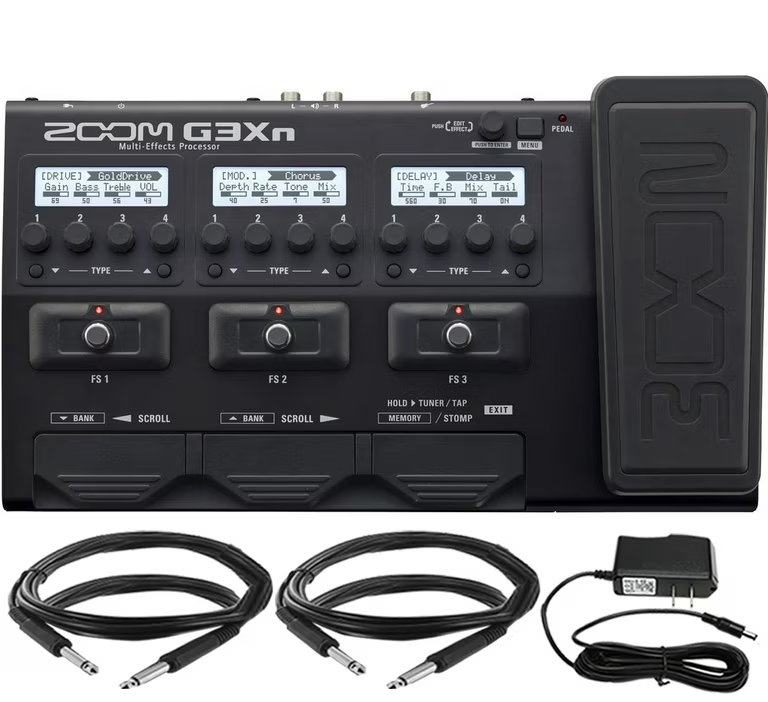 L R
ZOOM G3Xn
Multi-Effects Processor
PUSH [EDIT EFFECT]
PUSH TO ENTER
MENU
PEDAL
[DRIVE] GoldDrive
Gain Bass Treble VOL
69 50 56 43
1 2 3 4
TYPE
[MOD.] Chorus
Depth Rate Tone Mix
40 25 7 50
1 2 3 4
TYPE
[DELAY] Delay
Time F.B Mix Tail
560 30 70 ON
1 2 3 4
TYPE
ZOOM
FS 1
FS 2
FS 3
BANK SCROLL
BANK SCROLL
HOLD TUNER / TAP
MEMORY / STOMP
EXIT